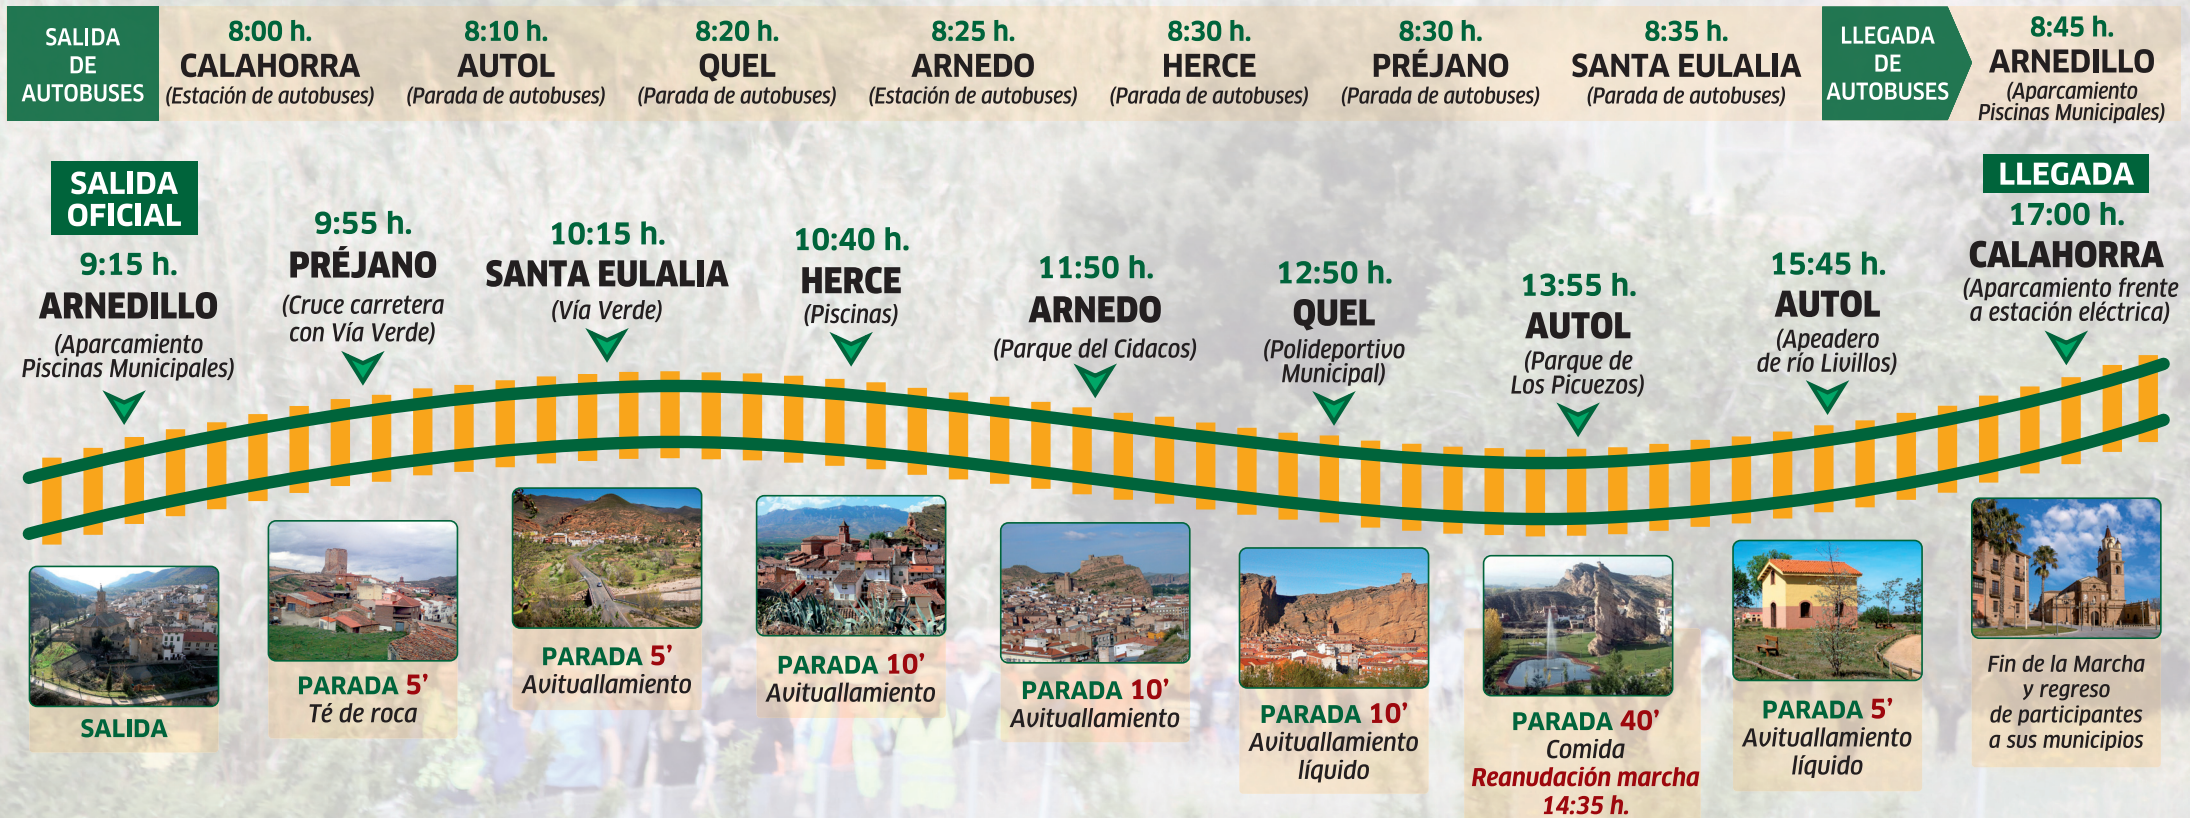 SALIDA
DE
AUTOBUSES
8:00 h.
CALAHORRA
(Estación de autobuses)
8:10 h.
AUTOL
(Parada de autobuses)
8:20 h.
QUEL
(Parada de autobuses)
8:25 h.
ARNEDO
(Estación de autobuses)
8:30 h.
HERCE
(Parada de autobuses)
8:30 h.
PRÉJANO
(Parada de autobuses)
8:35 h.
SANTA EULALIA
(Parada de autobuses)
LLEGADA
DE
AUTOBUSES
8:45 h.
ARNEDILLO
(Aparcamiento
Piscinas Municipales)
SALIDA
OFICIAL
9:15 h.
ARNEDILLO
(Aparcamiento
Piscinas Municipales)
9:55 h.
PRÉJANO
(Cruce carretera
con Vía Verde)
10:15 h.
SANTA EULALIA
(Vía Verde)
10:40 h.
HERCE
(Piscinas)
11:50 h.
ARNEDO
(Parque del Cidacos)
12:50 h.
QUEL
(Polideportivo
Municipal)
13:55 h.
AUTOL
(Parque de
Los Picuezos)
15:45 h.
AUTOL
(Apeadero
de río Livillos)
LLEGADA
17:00 h.
CALAHORRA
(Aparcamiento frente
a estación eléctrica)
SALIDA
PARADA 5’
Té de roca
PARADA 5’
Avituallamiento
PARADA 10’
Avituallamiento
PARADA 10’
Avituallamiento
PARADA 10’
Avituallamiento
líquido
PARADA 40’
Comida
Reanudación marcha
14:35 h.
PARADA 5’
Avituallamiento
líquido
Fin de la Marcha
y regreso
de participantes
a sus municipios